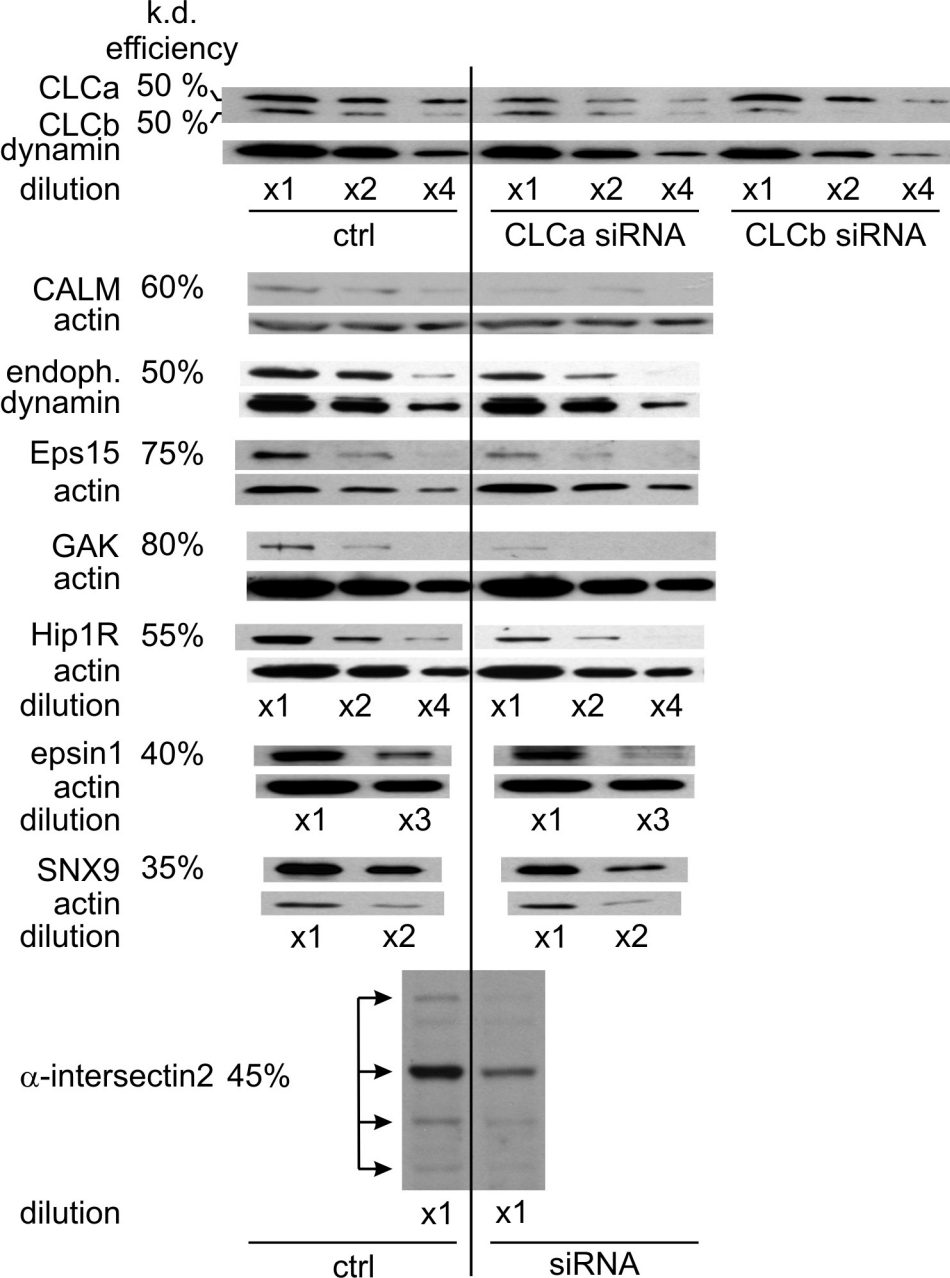 k.d.
efficiency
CLCa 50 %
CLCb 50 %
dynamin
dilution x1 x2 x4 x1 x2 x4 x1 x2 x4
ctrl CLCa siRNA CLCb siRNA
CALM 60%
actin
endoph. 50%
dynamin
Eps15 75%
actin
GAK 80%
actin
Hip1R 55%
actin
dilution x1 x2 x4 x1 x2 x4
epsin1 40%
actin
dilution x1 x3 x1 x3
SNX9 35%
actin
dilution x1 x2 x1 x2
α-intersectin2 45%
dilution x1 x1
ctrl siRNA